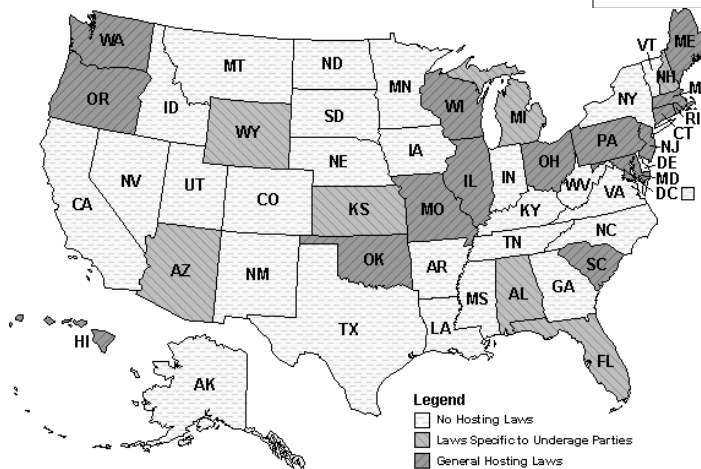 WA
MT
ND
MN
VT
NH
ME
OR
ID
SD
WI
MI
NY
M
RI
CT
WY
IA
PA
NJ
NE
OH
DE
NV
UT
IL
IN
WV
MD
CA
CO
VA
DC
KS
MO
KY
NC
TN
AZ
NM
OK
AR
SC
MS
AL
GA
TX
LA
HI
FL
AK
Legend
No Hosting Laws
Laws Specific to Underage Parties
General Hosting Laws